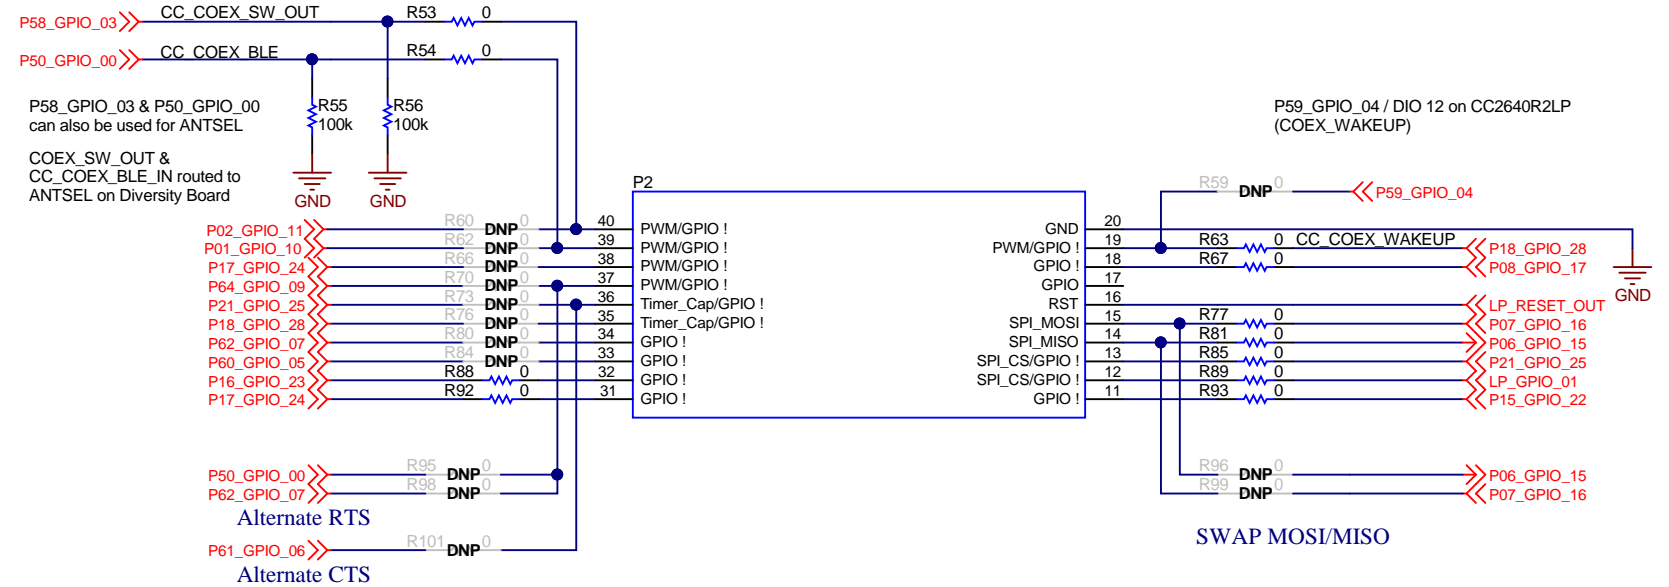 P58_GPIO_03 CC_COEX_SW_OUT R53 0
P50_GPIO_00 CC_COEX_BLE R54 0
P58_GPIO_03 & P50_GPIO_00
can also be used for ANTSEL
R55
100k
R56
100k
COEX_SW_OUT &
CC_COEX_BLE_IN routed to
ANTSEL on Diversity Board
GND GND
P59_GPIO_04 / DIO 12 on CC2640R2LP
(COEX_WAKEUP)
P2
R59 DNP 0 P59_GPIO_04
P02_GPIO_11 R60 DNP 0 40 PWM/GPIO ! GND 20
P01_GPIO_10 R62 DNP 0 39 PWM/GPIO ! PWM/GPIO ! 19 R63 0 CC_COEX_WAKEUP P18_GPIO_28
P17_GPIO_24 R66 DNP 0 38 PWM/GPIO ! GPIO ! 18 R67 0 P08_GPIO_17
P64_GPIO_09 R70 DNP 0 37 PWM/GPIO ! GPIO 17
GND
P21_GPIO_25 R73 DNP 0 36 Timer_Cap/GPIO ! RST 16 LP_RESET_OUT
P18_GPIO_28 R76 DNP 0 35 Timer_Cap/GPIO ! SPI_MOSI 15 R77 0 P07_GPIO_16
P62_GPIO_07 R80 DNP 0 34 GPIO ! SPI_MISO 14 R81 0 P06_GPIO_15
P60_GPIO_05 R84 DNP 0 33 GPIO ! SPI_CS/GPIO ! 13 R85 0 P21_GPIO_25
P16_GPIO_23 R88 0 32 GPIO ! SPI_CS/GPIO ! 12 R89 0 LP_GPIO_01
P17_GPIO_24 R92 0 31 GPIO ! GPIO ! 11 R93 0 P15_GPIO_22
P50_GPIO_00 R95 DNP 0 R96 DNP 0 P06_GPIO_15
P62_GPIO_07 R98 DNP 0 R99 DNP 0 P07_GPIO_16
Alternate RTS
SWAP MOSI/MISO
P61_GPIO_06 R101 DNP 0
Alternate CTS